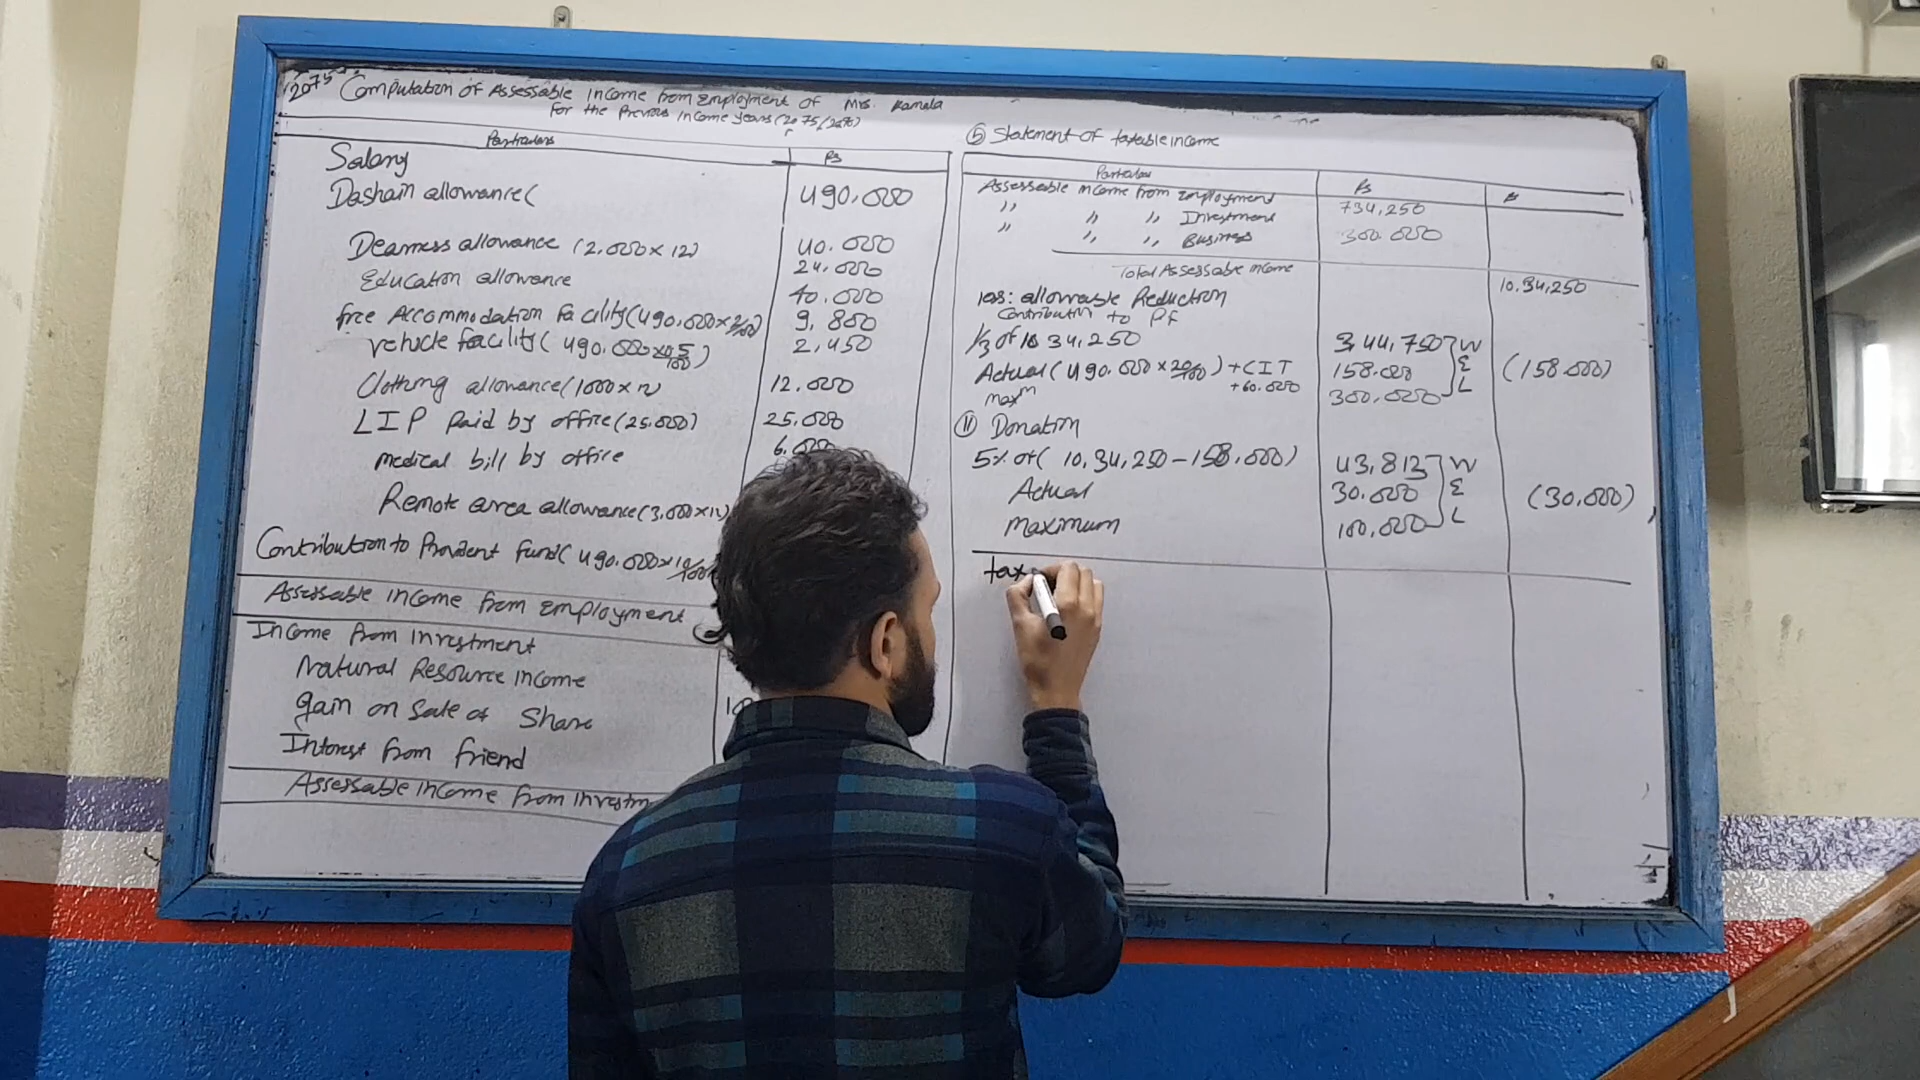 2075 Computation of Assessable Income from Employment of Mrs. Kamala
For the Previous Income years (2075/2076)
Particulars Rs
Salary 490,000
Dashain allowance(
40.000
Dearness allowance (2,000×12) 24.000
Education allowance 40.000
free Accommodation facility(490,000×2/100) 9,800
vehicle facility( 490.000×0.5/100) 2,450
Clothing allowance(1000×12) 12.000
LIP Paid by office(25.000) 25.000
medical bill by office 6.000
Remote area allowance(3,000×12)
Contribution to Provident Fund(490.000×10/100
Assessable income from Employment
Income from investment
Natural Resource income
gain on Sale of Share
Interest from friend
Assessable income from investm
⑤ Statement of taxable income
Particulars Rs Rs
Assessable income from Employment 734,250
,, ,, ,, Investment 300.000
,, ,, ,, Business
Total Assessable income 10.34,250
les: allowable Reduction
Contribution to PF
1/3 of 10 34,250 3,44,750 W
Actual(490.000×20/100)+CIT 158.000 E (158.000)
+60.000
maxm 300,000 L
⑪ Donation
5% of( 10,34,250-158,000) 43,813 W
Actual 30.000 E (30,000)
maximum 100,000 L
tax